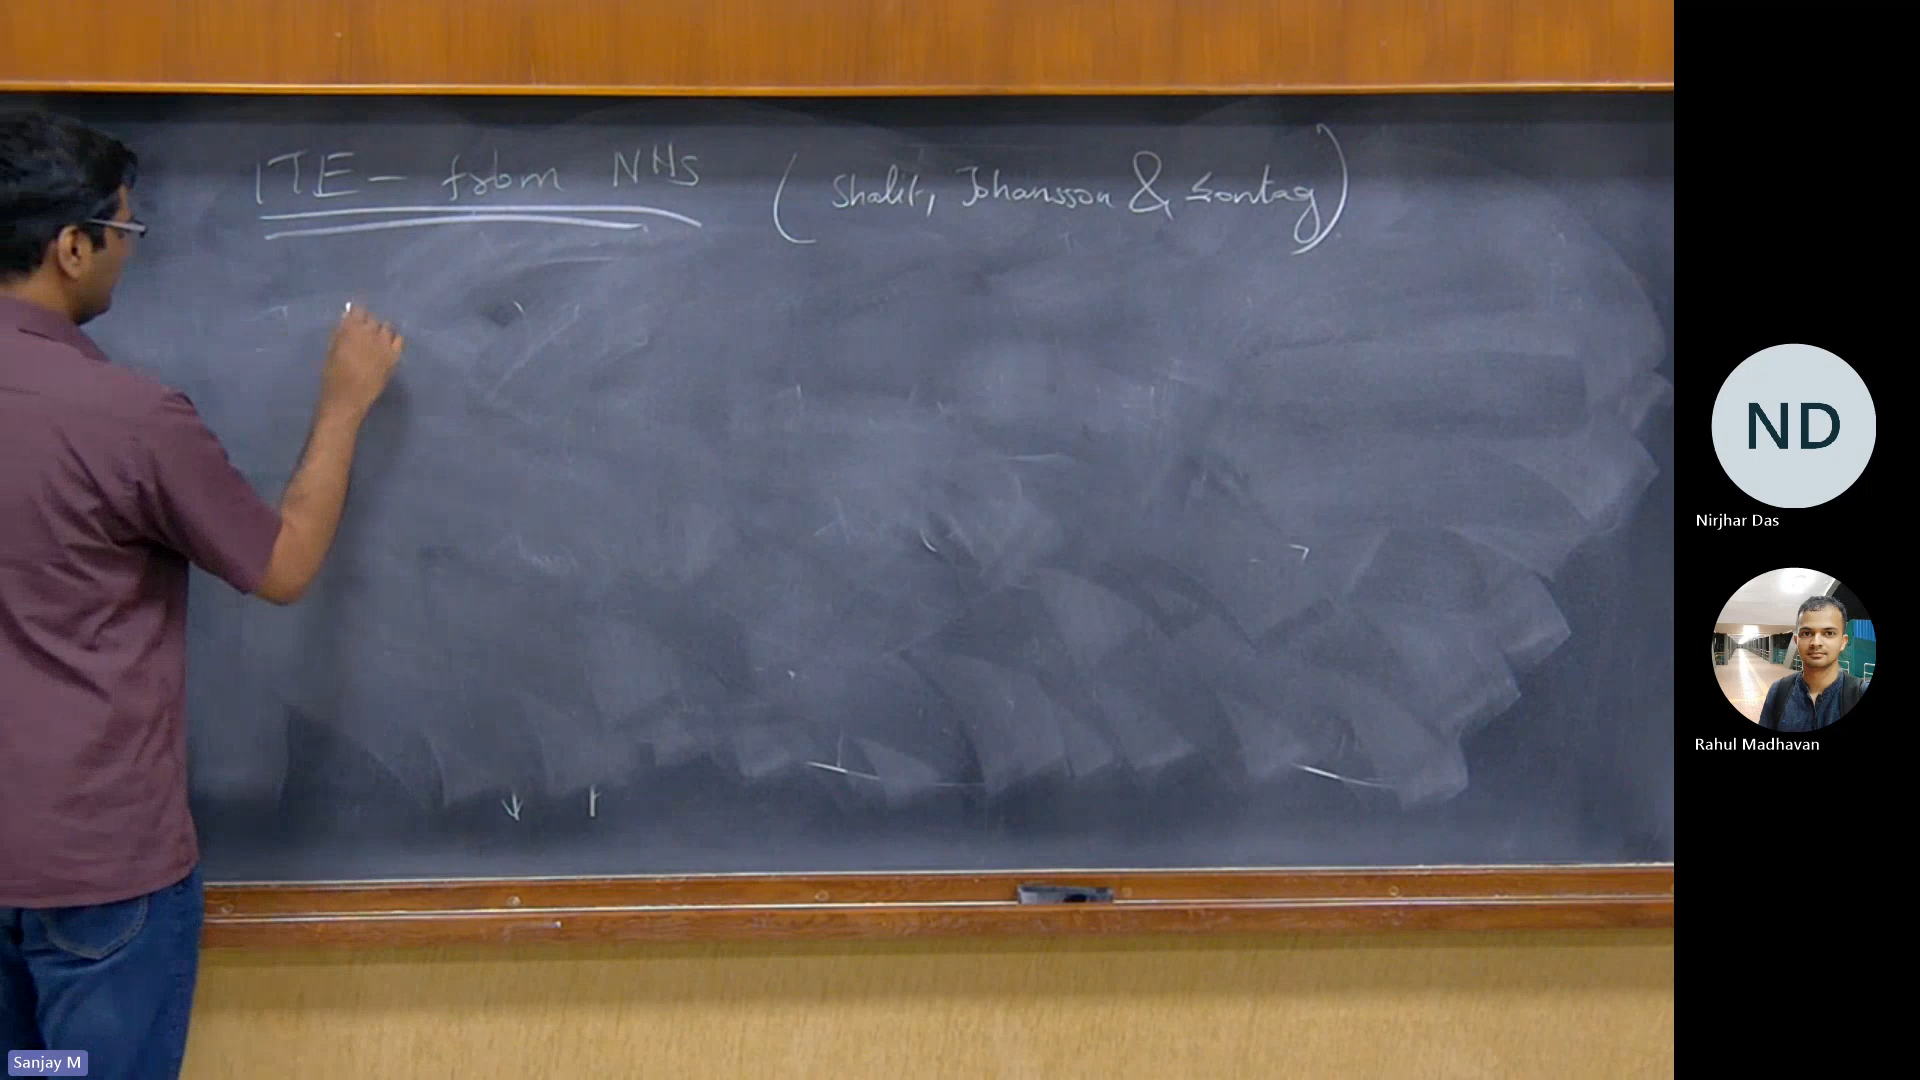 ITE - from NNs (Shalit, Johansson & Sontag)
ND
Nirjhar Das
Rahul Madhavan
Sanjay M